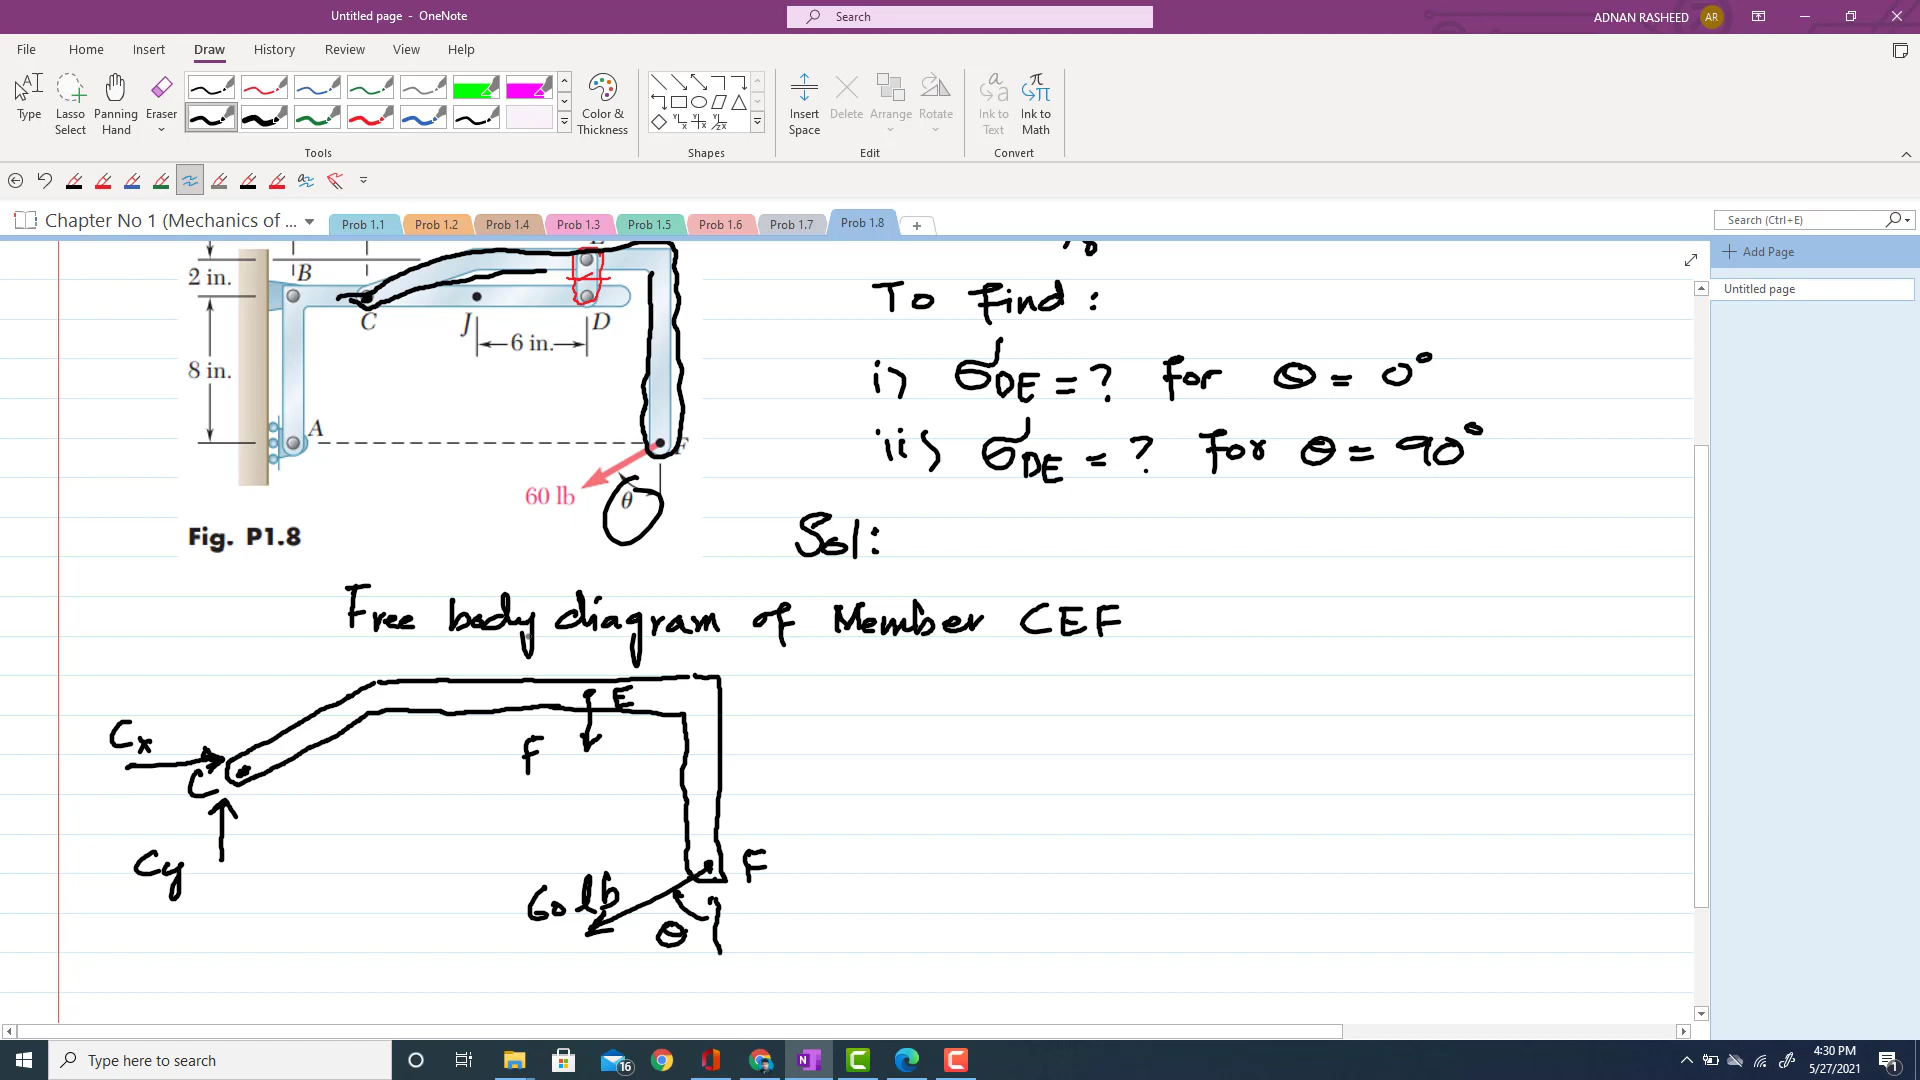 Untitled page - OneNote
Search
ADNAN RASHEED
AR
File Home Insert Draw History Review View Help
Type
Lasso Select
Panning Hand
Eraser
Color & Thickness
Insert Space
Delete
Arrange
Rotate
Ink to Text
Ink to Math
Tools
Shapes
Edit
Convert
Chapter No 1 (Mechanics of ...
Prob 1.1
Prob 1.2
Prob 1.4
Prob 1.3
Prob 1.5
Prob 1.6
Prob 1.7
Prob 1.8
Search (Ctrl+E)
Add Page
Untitled page
2 in.
B
C
J
D
6 in.
8 in.
A
F
60 lb
θ
Fig. P1.8
To find:
i) σDE = ? For θ = 0°
ii) σDE = ? For θ = 90°
Sol:
Free body diagram of Member CEF
E
F
Cx
C
Cy
F
60 lb
θ
Type here to search
16
4:30 PM
5/27/2021
1